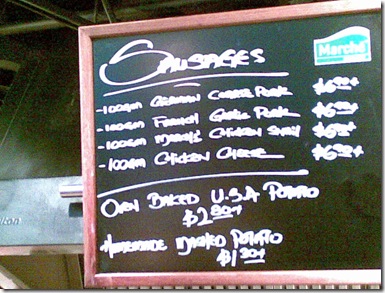 Marché
SAUSAGES
-100gm GERMAN COARSE PORK $6.90+
-100gm FRENCH GARLIC PORK $6.90+
-100gm CHICKEN $6.90+
-100gm CHICKEN CHEESE $6.90+
OVEN BAKED U.S.A POTATO
$2.90+
HOMEMADE MASHED POTATO
$1.90+